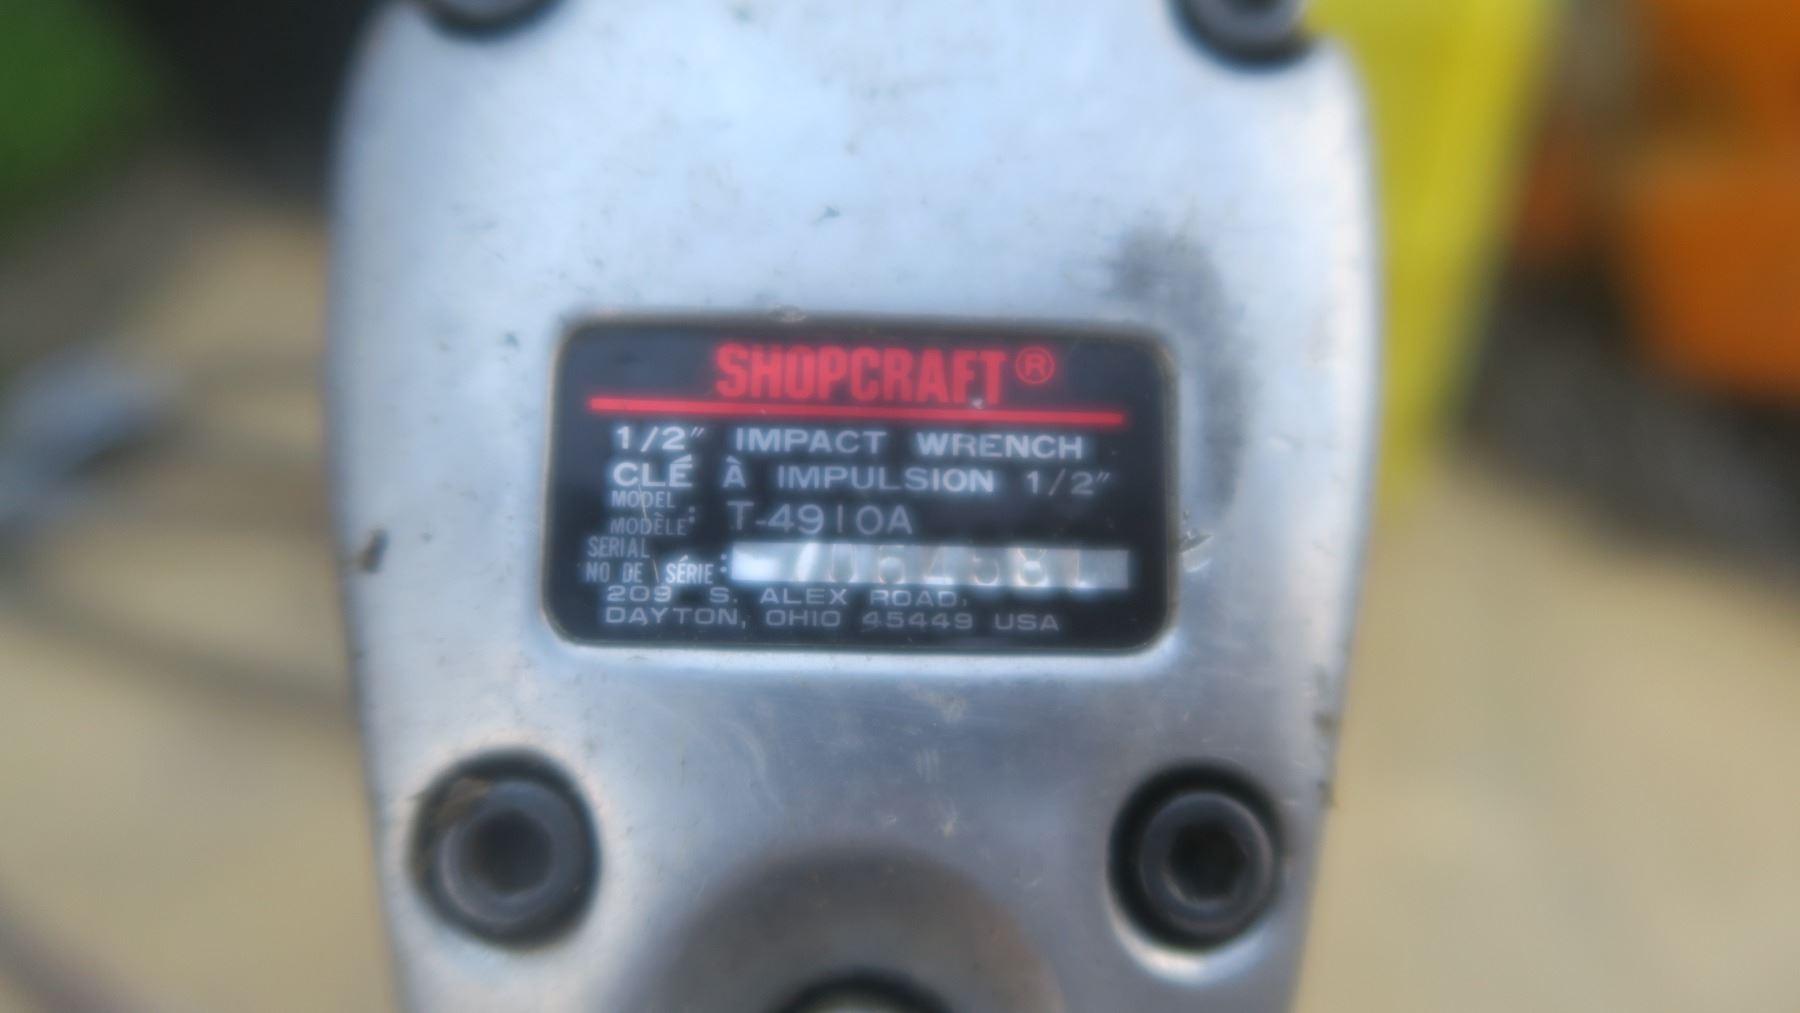 SHOPCRAFT®
1/2" IMPACT WRENCH
CLÉ À IMPULSION 1/2"
MODEL
MODÈLE: T-4910A
SERIAL
NO DE SÉRIE:
209 S. ALEX ROAD,
DAYTON, OHIO 45449 USA